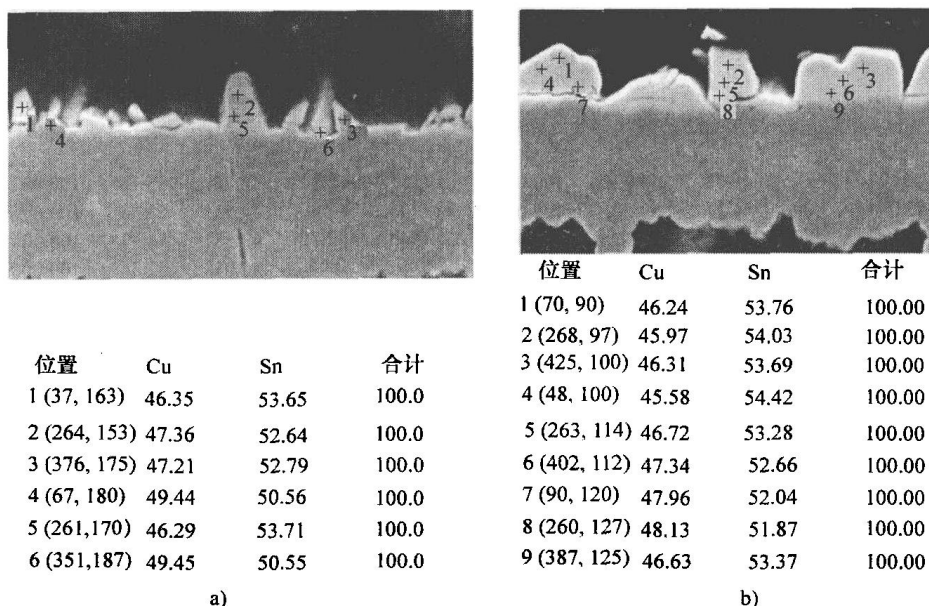 1
2
3
4
5
6
位置 Cu Sn 合计
1 (37, 163) 46.35 53.65 100.0
2 (264, 153) 47.36 52.64 100.0
3 (376, 175) 47.21 52.79 100.0
4 (67, 180) 49.44 50.56 100.0
5 (261,170) 46.29 53.71 100.0
6 (351,187) 49.45 50.55 100.0
a)
1
2
3
4
5
6
7
8
9
位置 Cu Sn 合计
1 (70, 90) 46.24 53.76 100.00
2 (268, 97) 45.97 54.03 100.00
3 (425, 100) 46.31 53.69 100.00
4 (48, 100) 45.58 54.42 100.00
5 (263, 114) 46.72 53.28 100.00
6 (402, 112) 47.34 52.66 100.00
7 (90, 120) 47.96 52.04 100.00
8 (260, 127) 48.13 51.87 100.00
9 (387, 125) 46.63 53.37 100.00
b)